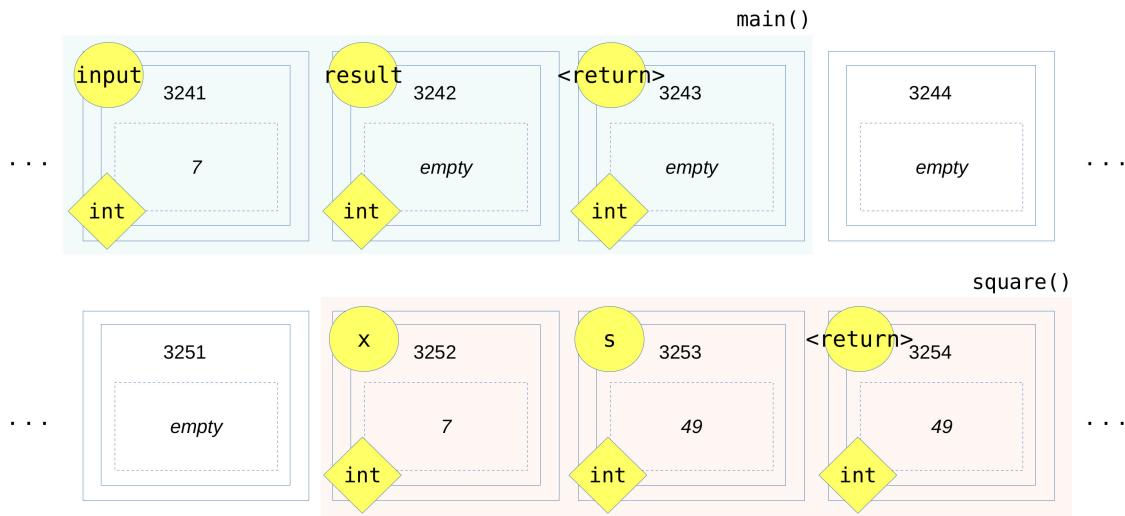 main()
input
result
<return>
3241
3242
3243
3244
...
7
empty
empty
empty
...
int
int
int
square()
x
s
<return>
3251
3252
3253
3254
...
empty
7
49
49
...
int
int
int